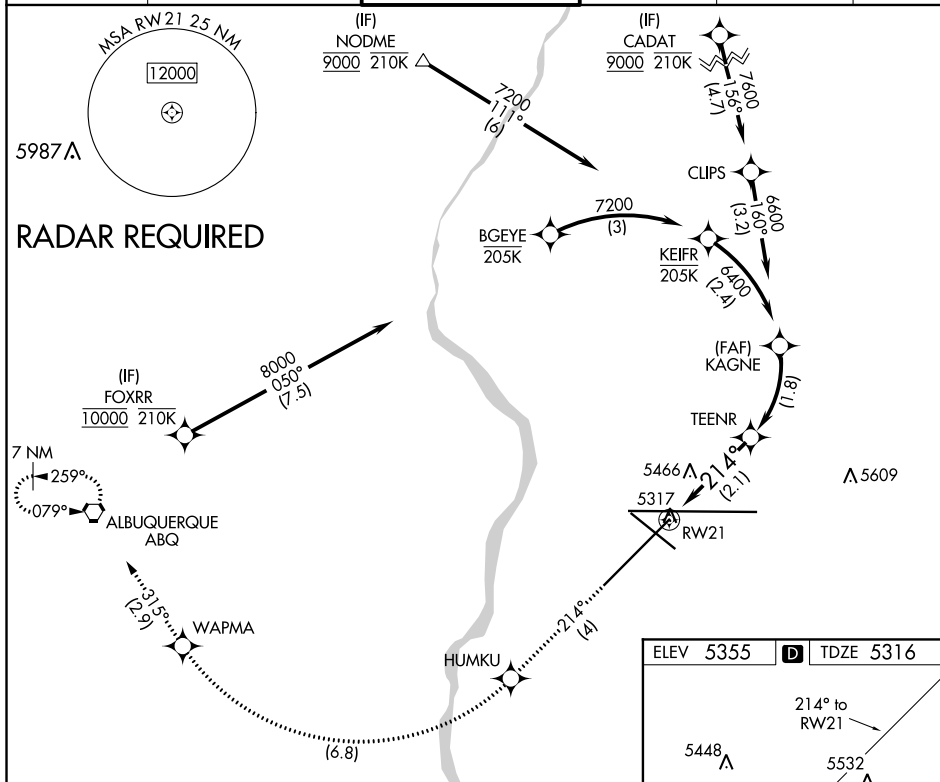 MSA RW 21 25 NM
12000
5987
RADAR REQUIRED
(IF)
NODME
9000 210K
7200
111°
(6)
(IF)
CADAT
9000 210K
7600
156°
(4.7)
CLIPS
6600
160°
(3.2)
BGEYE
205K
7200
(3)
KEIFR
205K
6400
(2.4)
(FAF)
KAGNE
(1.8)
TEENR
214°
(2.1)
5466
5609
5317
RW21
(IF)
FOXRR
10000 210K
8000
050°
(7.5)
7 NM
259°
079°
ALBUQUERQUE
ABQ
315°
(2.9)
WAPMA
(6.8)
HUMKU
214°
(4)
ELEV 5355 D TDZE 5316
214° to
RW21
5448
5532